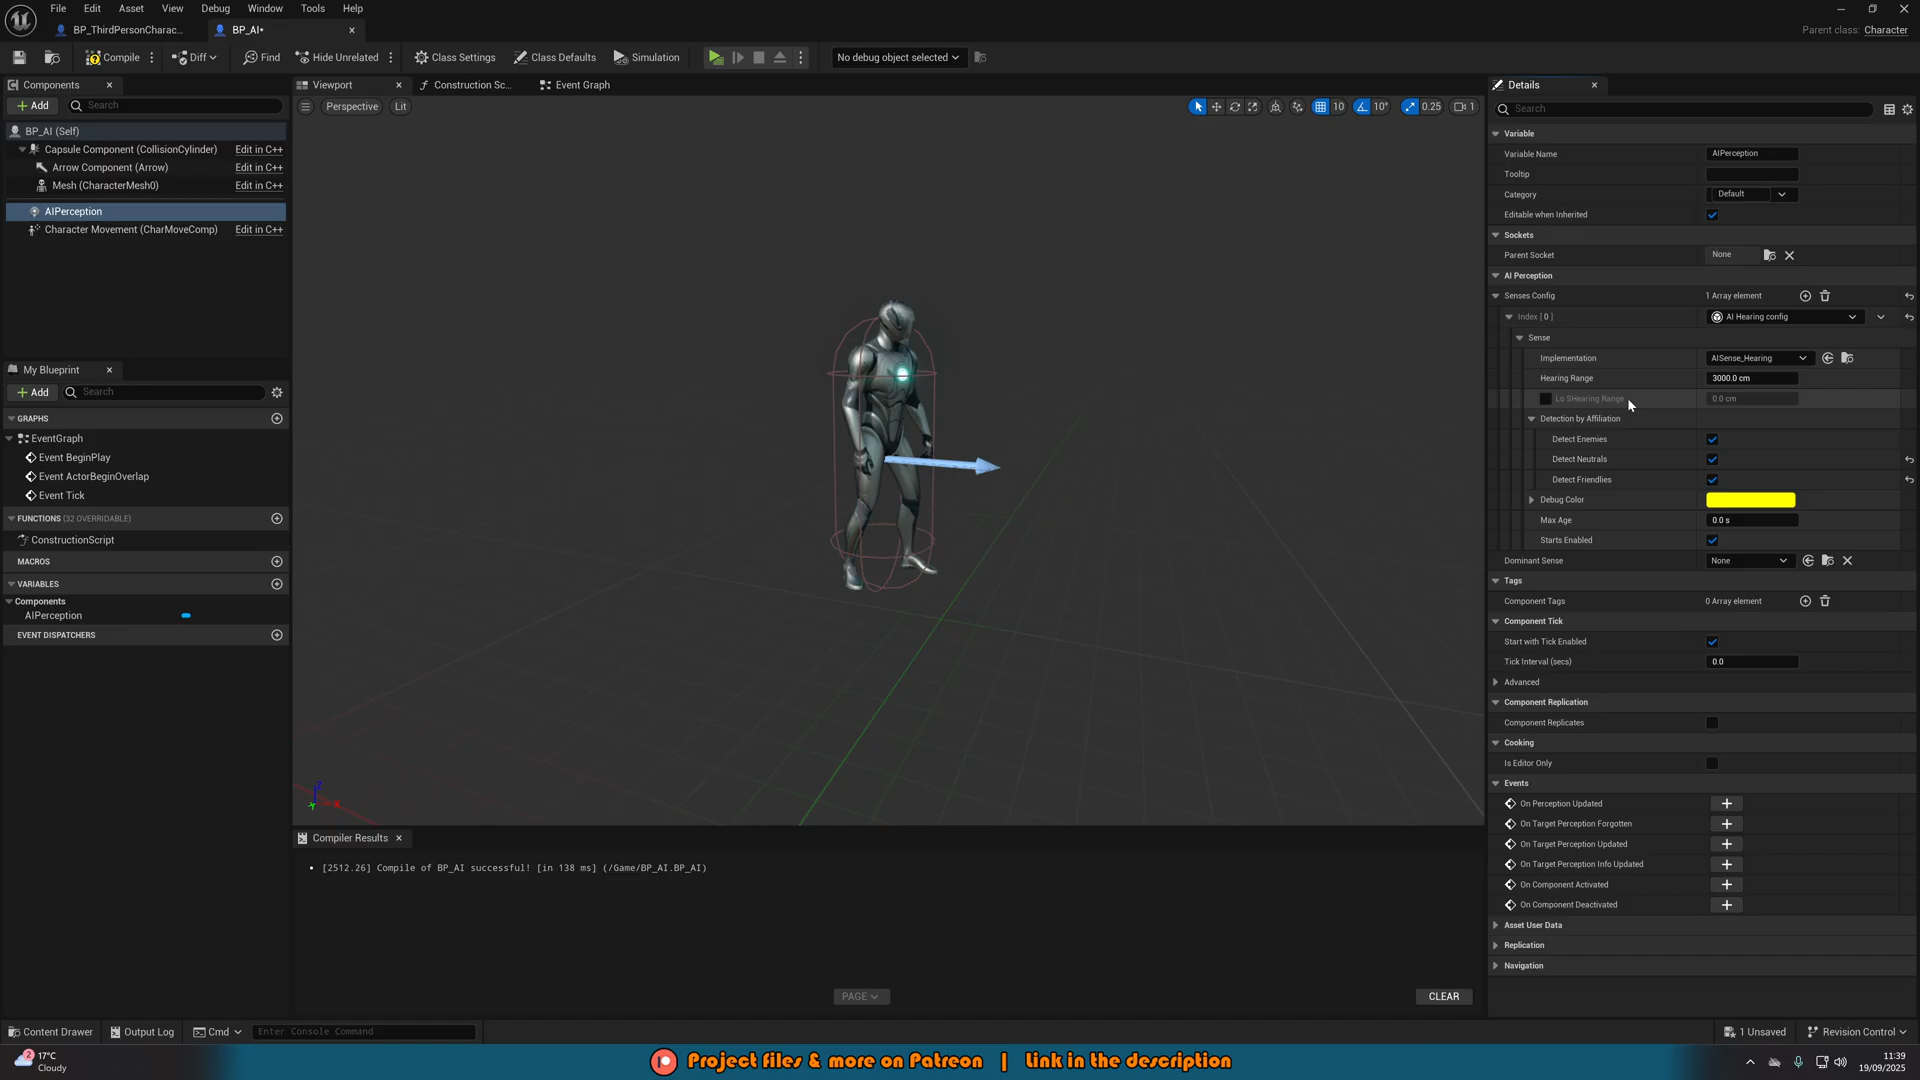 File Edit Asset View Debug Window Tools Help
BP_ThirdPersonCharac...
BP_AI*
Parent class: Character
Compile
Diff
Find
Hide Unrelated
Class Settings
Class Defaults
Simulation
No debug object selected
Components
Add
Search
BP_AI (Self)
Capsule Component (CollisionCylinder) Edit in C++
Arrow Component (Arrow) Edit in C++
Mesh (CharacterMesh0) Edit in C++
AIPerception
Character Movement (CharMoveComp) Edit in C++
My Blueprint
Add
Search
GRAPHS
EventGraph
Event BeginPlay
Event ActorBeginOverlap
Event Tick
FUNCTIONS (32 OVERRIDABLE)
ConstructionScript
MACROS
VARIABLES
Components
AIPerception
EVENT DISPATCHERS
Viewport
Construction Sc...
Event Graph
Perspective
Lit
10
10°
0.25
1
Z
X
Y
Compiler Results
[2512.26] Compile of BP_AI successful! [in 138 ms] (/Game/BP_AI.BP_AI)
PAGE
CLEAR
Details
Search
Variable
Variable Name AIPerception
Tooltip
Category Default
Editable when Inherited
Sockets
Parent Socket None
AI Perception
Senses Config 1 Array element
Index [ 0 ] AI Hearing config
Sense
Implementation AISense_Hearing
Hearing Range 3000.0 cm
Lo SHearing Range 0.0 cm
Detection by Affiliation
Detect Enemies
Detect Neutrals
Detect Friendlies
Debug Color
Max Age 0.0 s
Starts Enabled
Dominant Sense None
Tags
Component Tags 0 Array element
Component Tick
Start with Tick Enabled
Tick Interval (secs) 0.0
Advanced
Component Replication
Component Replicates
Cooking
Is Editor Only
Events
On Perception Updated
On Target Perception Forgotten
On Target Perception Updated
On Target Perception Info Updated
On Component Activated
On Component Deactivated
Asset User Data
Replication
Navigation
Content Drawer
Output Log
Cmd
Enter Console Command
1 Unsaved
Revision Control
2
17°C
Cloudy
Project files & more on Patreon | Link in the description
11:39
19/09/2025